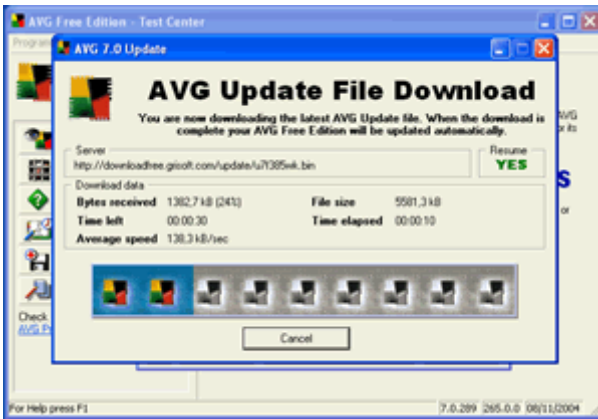 AVG Free Edition - Test Center
AVG 7.0 Update
AVG Update File Download
You are now downloading the latest AVG Update file. When the download is
complete your AVG Free Edition will be updated automatically.
Server
http://downloadfree.grisoft.com/update/u7f385wk.bin
Resume
YES
Download data
Bytes received 1382,7 kB (24%) File size 5581,3 kB
Time left 00:00:30 Time elapsed 00:00:10
Average speed 138,3 kB/sec
Cancel
Check
For Help press F1 7.0.289 265.0.0 08/11/2004